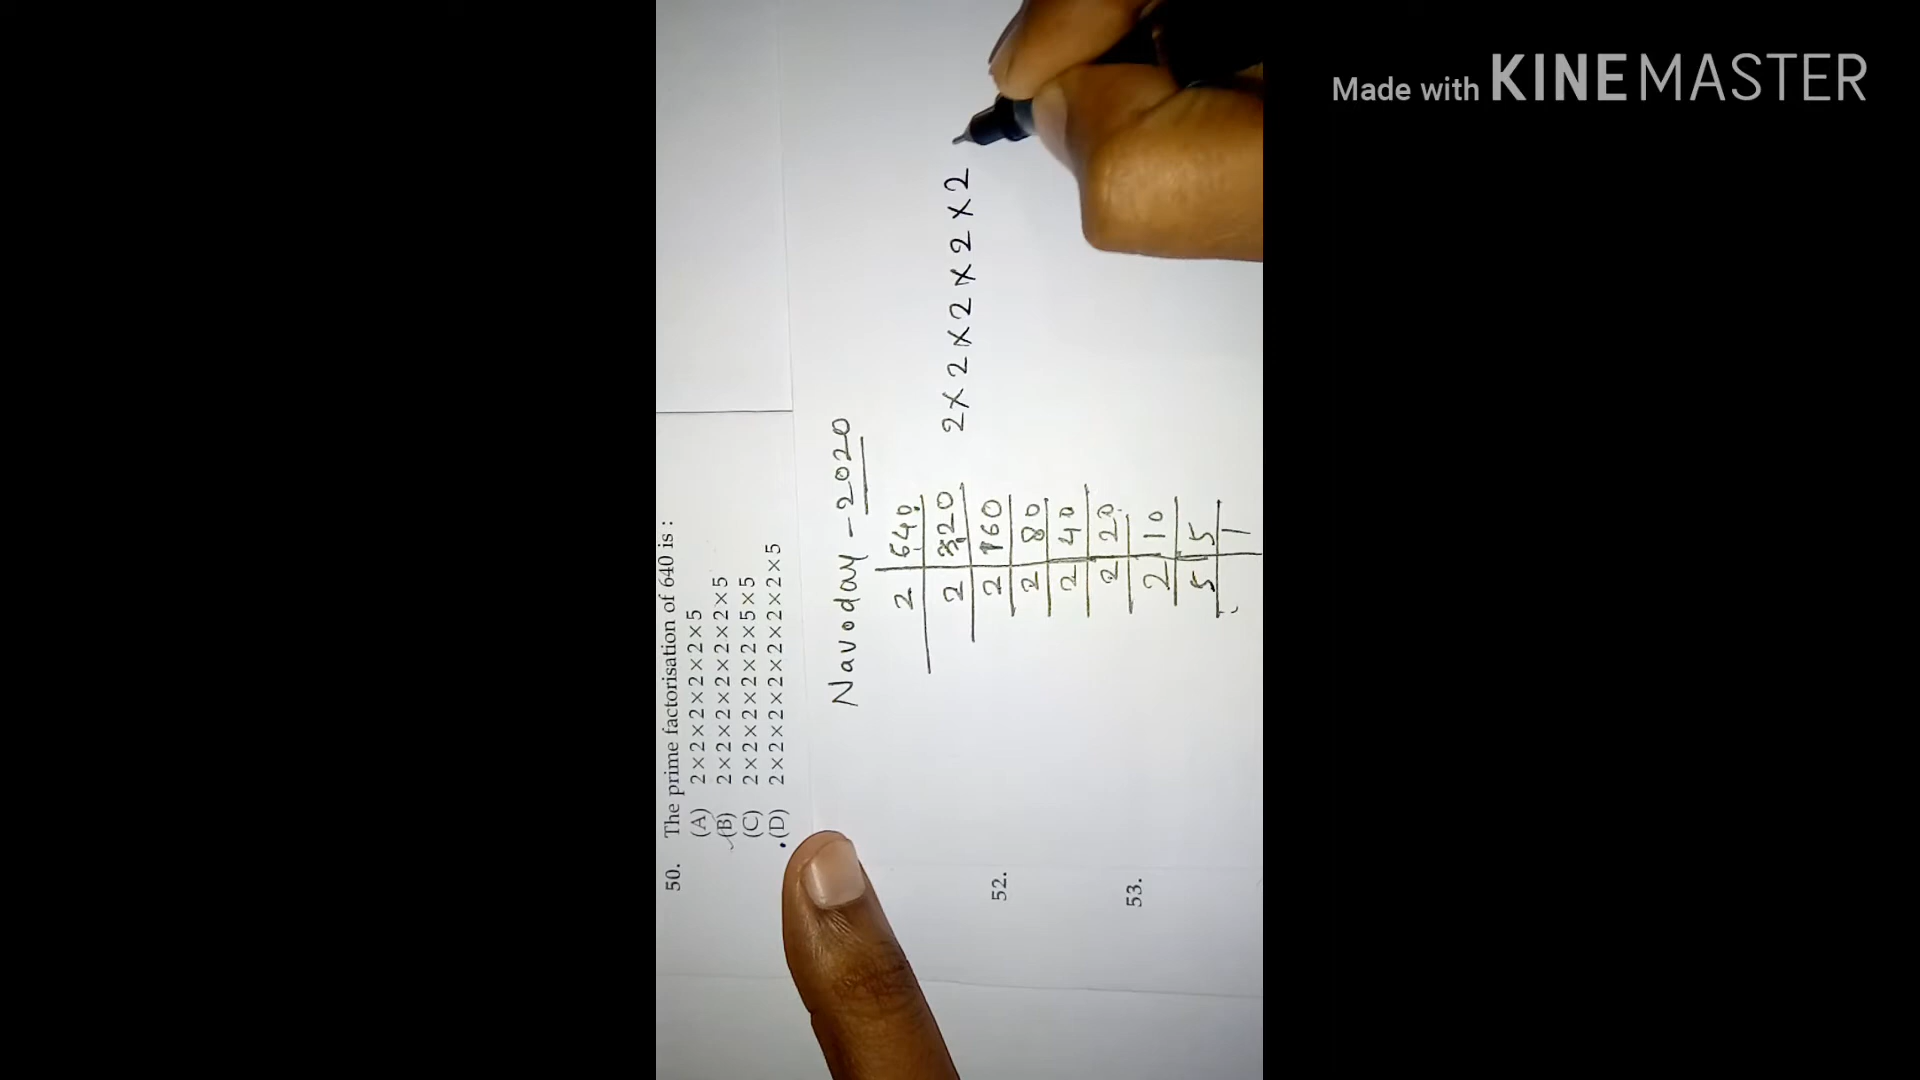 Made with KINEMASTER
50. The prime factorisation of 640 is :
(A) 2×2×2×2×2×5
(B) 2×2×2×2×2×2×5
(C) 2×2×2×2×2×5×5
(D) 2×2×2×2×2×2×2×5
Navoday - 2020
2 640
2 320
2 160
2 80
2 40
2 20
2 10
5 5
1
2×2×2×2×2
52.
53.